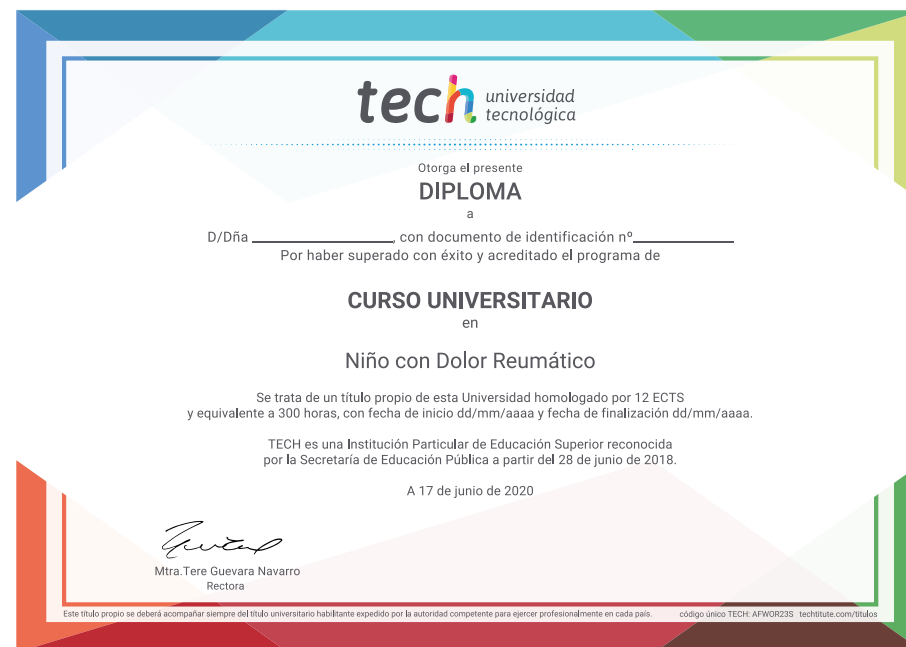 tech universidad
tecnológica
Otorga el presente
DIPLOMA
a
D/Dña ____________________, con documento de identificación nº______________
Por haber superado con éxito y acreditado el programa de
CURSO UNIVERSITARIO
en
Niño con Dolor Reumático
Se trata de un título propio de esta Universidad homologado por 12 ECTS
y equivalente a 300 horas, con fecha de inicio dd/mm/aaaa y fecha de finalización dd/mm/aaaa.
TECH es una Institución Particular de Educación Superior reconocida
por la Secretaría de Educación Pública a partir del 28 de junio de 2018.
A 17 de junio de 2020
Mtra.Tere Guevara Navarro
Rectora
Este título propio se deberá acompañar siempre del título universitario habilitante expedido por la autoridad competente para ejercer profesionalmente en cada país. código único TECH: AFWOR23S techtitute.com/titulos